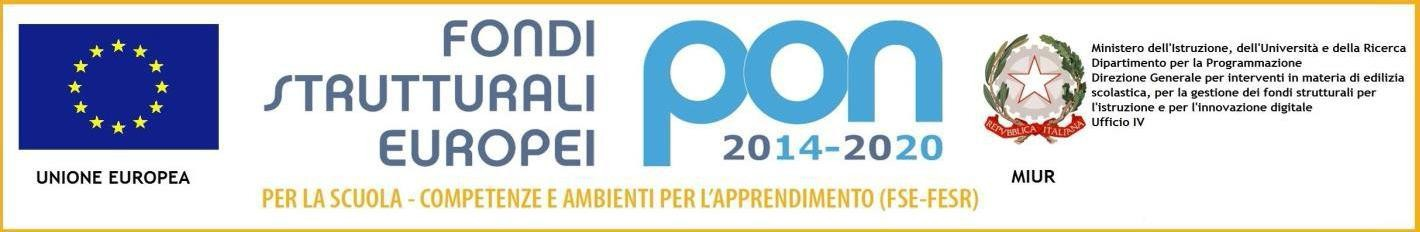 UNIONE EUROPEA
FONDI
STRUTTURALI
EUROPEI
pon
2014-2020
PER LA SCUOLA - COMPETENZE E AMBIENTI PER L'APPRENDIMENTO (FSE-FESR)
REPVBBLICA ITALIANA
MIUR
Ministero dell'Istruzione, dell'Università e della Ricerca
Dipartimento per la Programmazione
Direzione Generale per interventi in materia di edilizia
scolastica, per la gestione dei fondi strutturali per
l'istruzione e per l'innovazione digitale
Ufficio IV